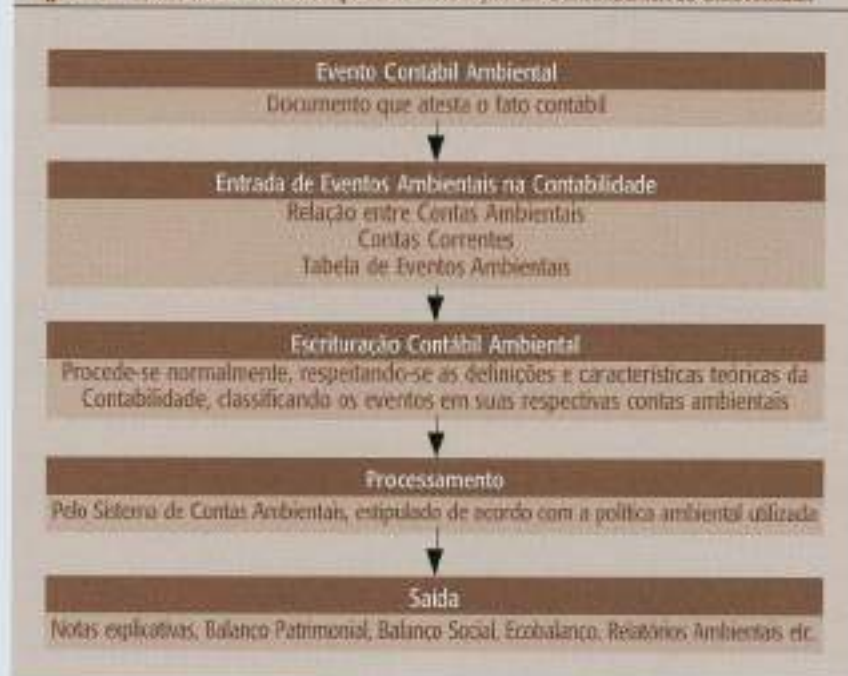 Evento Contábil Ambiental
Documento que atesta o fato contábil
Entrada de Eventos Ambientais na Contabilidade
Relação entre Contas Ambientais
Contas Correntes
Tabela de Eventos Ambientais
Escrituração Contábil Ambiental
Procede-se normalmente, respeitando-se as definições e características teóricas da
Contabilidade, classificando os eventos em suas respectivas contas ambientais
Processamento
Pelo Sistema de Contas Ambientais, estipulado de acordo com a política ambiental utilizada
Saída
Notas explicativas, Balanço Patrimonial, Balanço Social, Ecobalanço, Relatórios Ambientais etc.